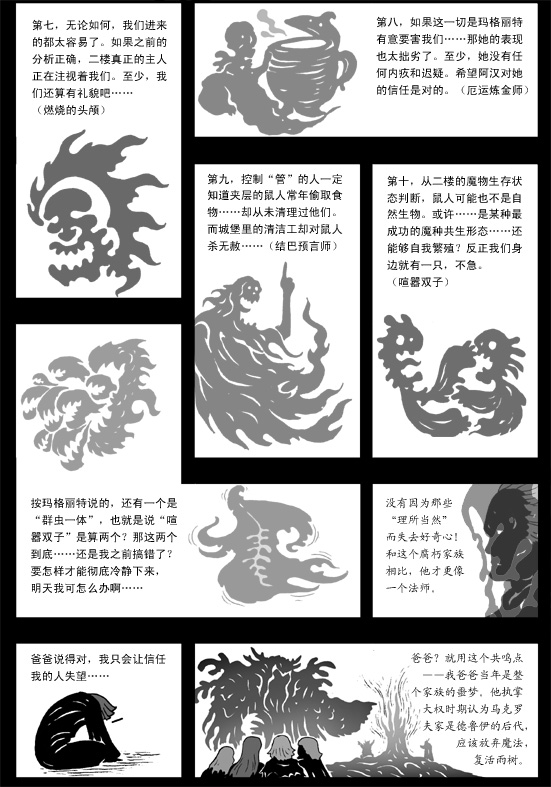 第七，无论如何，我们进来
的都太容易了。如果之前的
分析正确，二楼真正的主人
正在注视着我们。至少，我
们还算有礼貌吧……
（燃烧的头颅）
第八，如果这一切是玛格丽特
有意要害我们……那她的表现
也太拙劣了。至少，她没有任
何内疚和迟疑。希望阿汉对她
的信任是对的。（厄运炼金师）
第九，控制“管”的人一定
知道夹层的鼠人常年偷取食
物……却从未清理过他们。
而城堡里的清洁工却对鼠人
杀无赦……（结巴预言师）
第十，从二楼的魔物生存状
态判断，鼠人可能也不是自
然生物。或许……是某种最
成功的魔种共生形态……还
能够自我繁殖？反正我们身
边就有一只，不急。
（喧嚣双子）
按玛格丽特说的，还有一个是
“群虫一体”，也就是说“喧
嚣双子”是算两个？那这两个
到底……还是我之前搞错了？
要怎样才能彻底冷静下来，
明天我可怎么办啊……
没有因为那些
“理所当然”
而失去好奇心！
和这个腐朽家族
相比，他才更像
一个法师。
爸爸说得对，我只会让信任
我的人失望……
爸爸？就用这个共鸣点
——我爸爸当年是整
个家族的噩梦。他执掌
大权时期认为马克罗
夫家是德鲁伊的后代，
应该放弃魔法，
复活雨树。